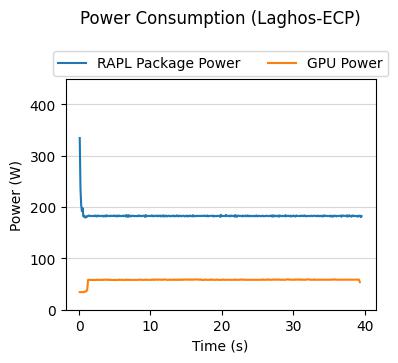 Power Consumption (Laghos-ECP)
RAPL Package Power GPU Power
400
300
200
100
0
Power (W)
0 10 20 30 40
Time (s)